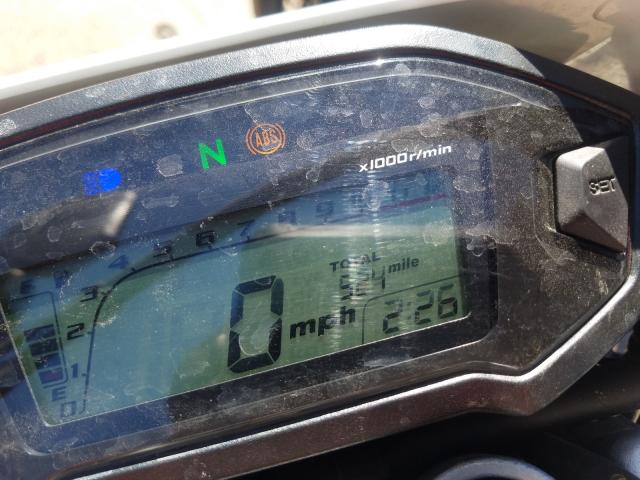 N ABS
x1000r/min
SET
F
3 4 5 6 7 8 9
2
1
E
0
TOTAL
mile
0 mph
2:26